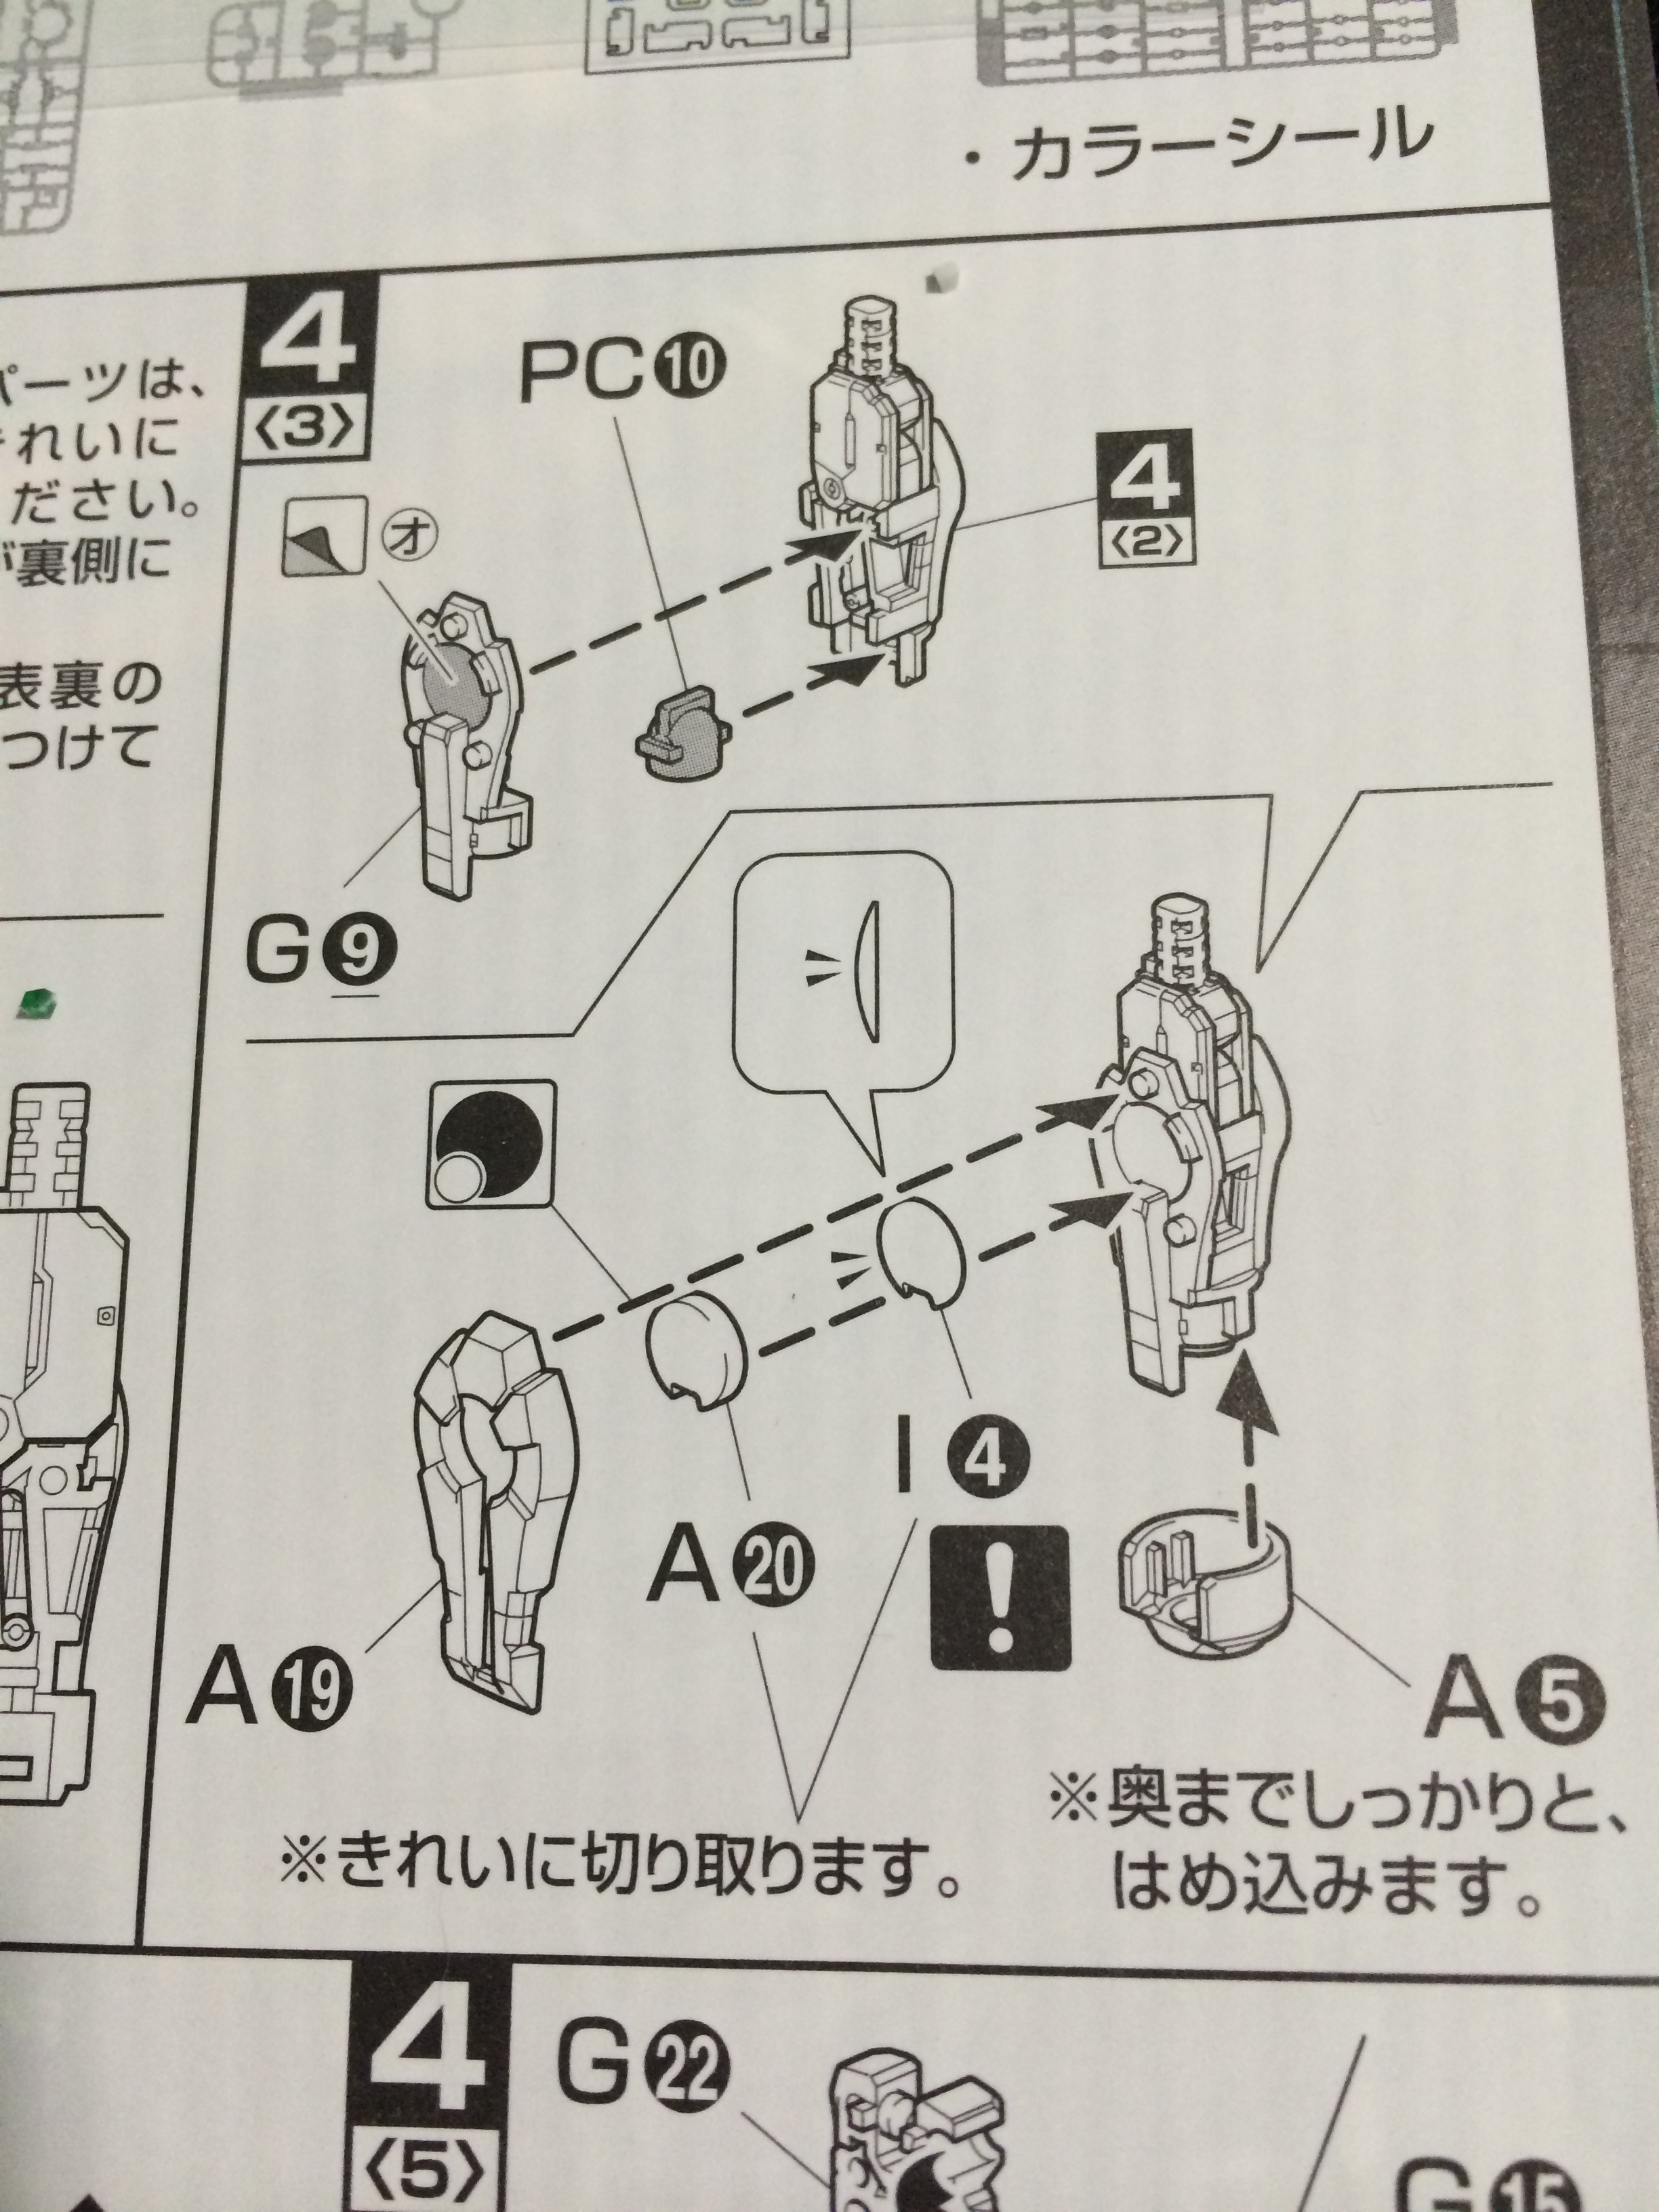 ・カラーシール
パーツは、
きれいに
ださい。
裏側に
表裏の
つけて
4
〈3〉
PC10
4
〈2〉
オ
G9
I4
!
A20
A19
A5
※きれいに切り取ります。
※奥までしっかりと、
はめ込みます。
4
〈5〉
G22
G15